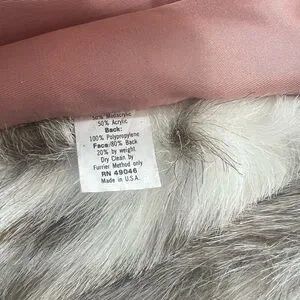 50% Modacrylic
50% Acrylic
Back:
100% Polypropylene
Face:80% Back
20% by weight
Dry Clean by
Furrier Method only
RN 49046
Made in U.S.A.